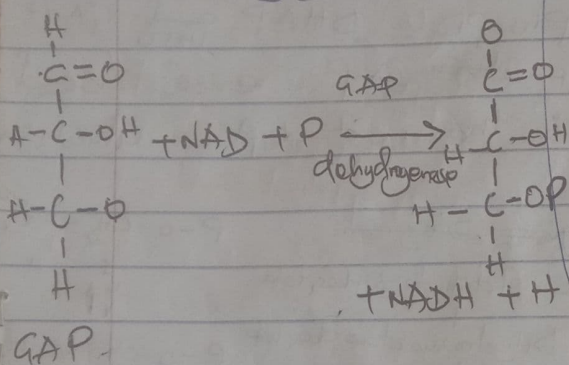 H O
C=O GAP C=O
A-C-OH +NAD + P → H-C-OH
dehydrogenase
H-C-O H-C-OP
H H
+NADH + H
GAP